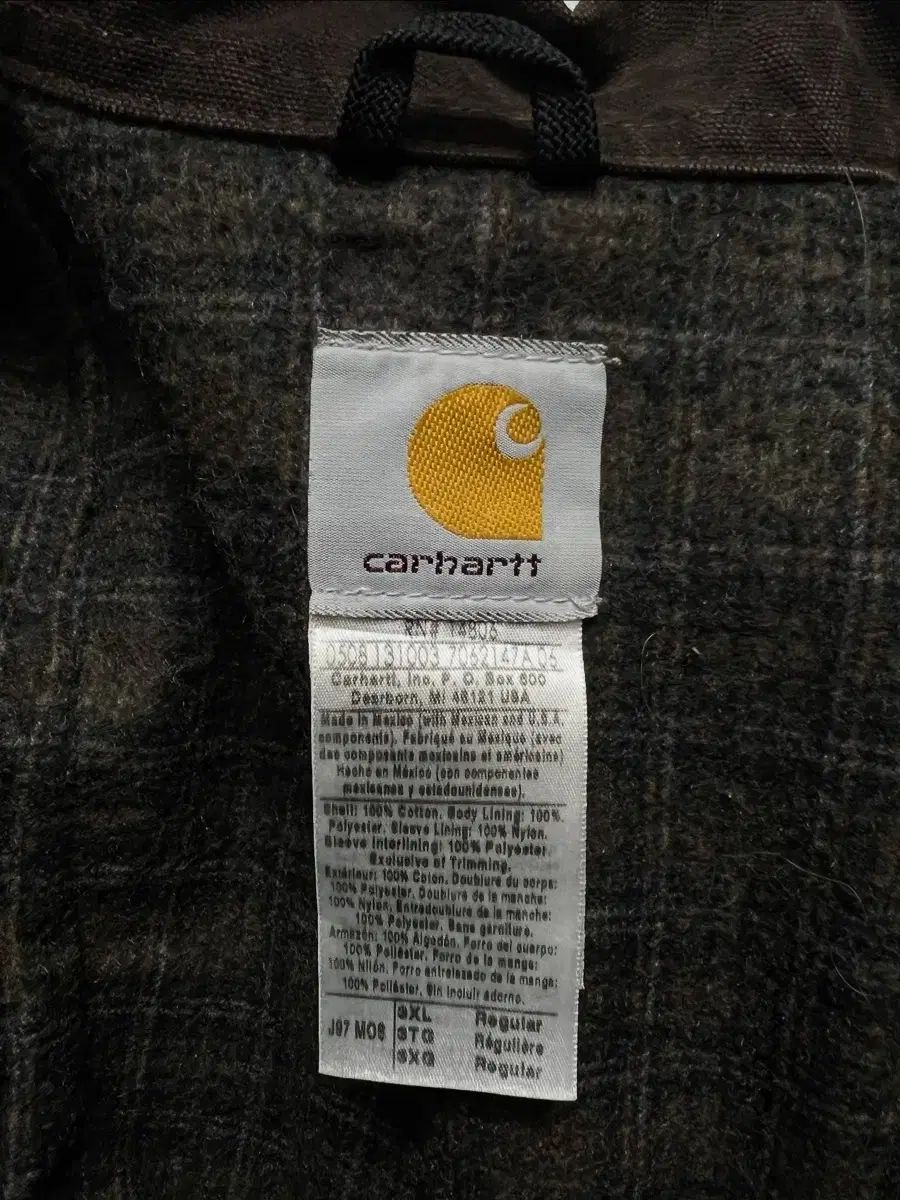 carhartt
RN# 14806
0508 131003 7062147A 05
Carhartt, Inc. P. O. Box 600
Dearborn, MI 48121 USA
Made in Mexico (with Mexican and U.S.A.
components). Fabriqué au Mexique (avec
des composants mexicains et américains)
Hecho en México (con componentes
mexicanos y estadounidenses).
Shell: 100% Cotton. Body Lining: 100%
Polyester. Sleeve Lining: 100% Nylon.
Sleeve Interlining: 100% Polyester.
Exclusive of Trimming.
Extérieur: 100% Coton. Doublure du corps:
100% Polyester. Doublure de la manche:
100% Nylon. Entredoublure de la manche:
100% Polyester. Sans garniture.
Armazón: 100% Algodón. Forro del cuerpo:
100% Poliéster. Forro de la manga:
100% Nilón. Forro entrelazado de la manga:
100% Poliéster. Sin incluir adorno.
J97 MOS
3XL Regular
3TG Régulière
3XG Regular